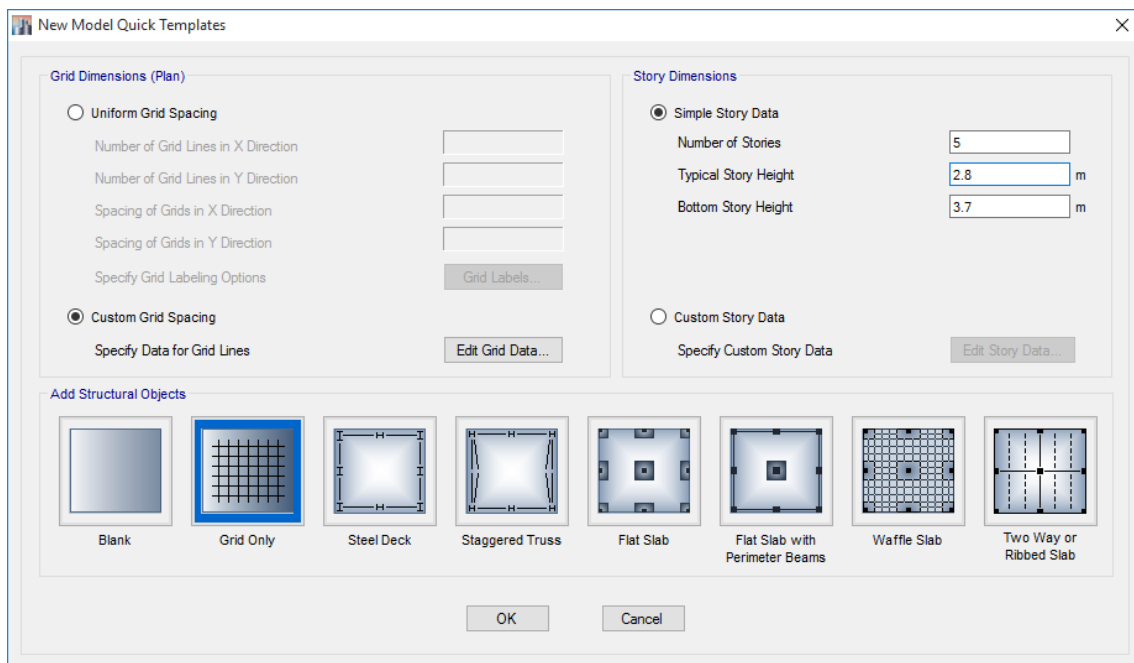 New Model Quick Templates
Grid Dimensions (Plan)
Uniform Grid Spacing
Number of Grid Lines in X Direction
Number of Grid Lines in Y Direction
Spacing of Grids in X Direction
Spacing of Grids in Y Direction
Specify Grid Labeling Options
Grid Labels...
Custom Grid Spacing
Specify Data for Grid Lines
Edit Grid Data...
Story Dimensions
Simple Story Data
Number of Stories
5
Typical Story Height
2.8
m
Bottom Story Height
3.7
m
Custom Story Data
Specify Custom Story Data
Edit Story Data...
Add Structural Objects
Blank
Grid Only
Steel Deck
Staggered Truss
Flat Slab
Flat Slab with
Perimeter Beams
Waffle Slab
Two Way or
Ribbed Slab
OK
Cancel